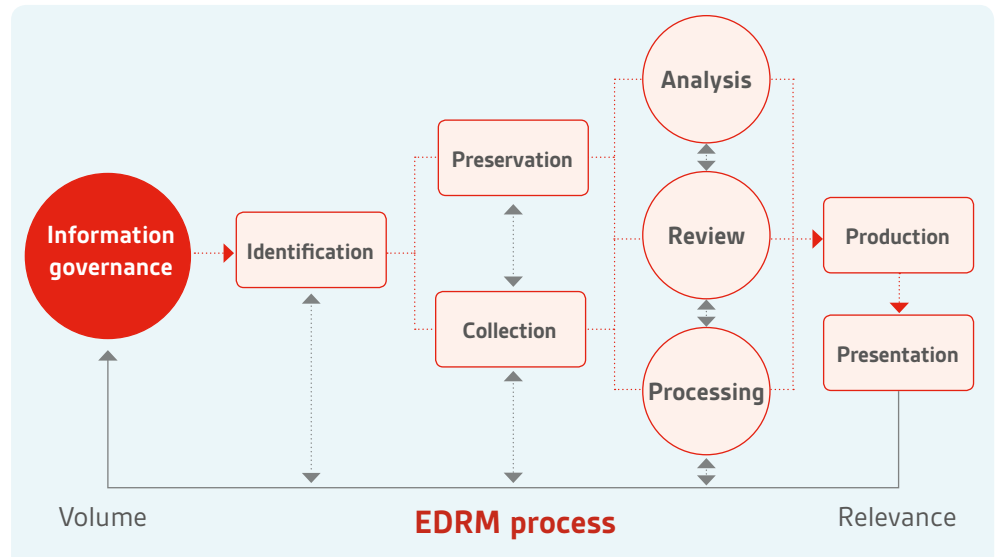 Information
governance
Identification
Preservation
Collection
Analysis
Review
Processing
Production
Presentation
Volume
EDRM process
Relevance